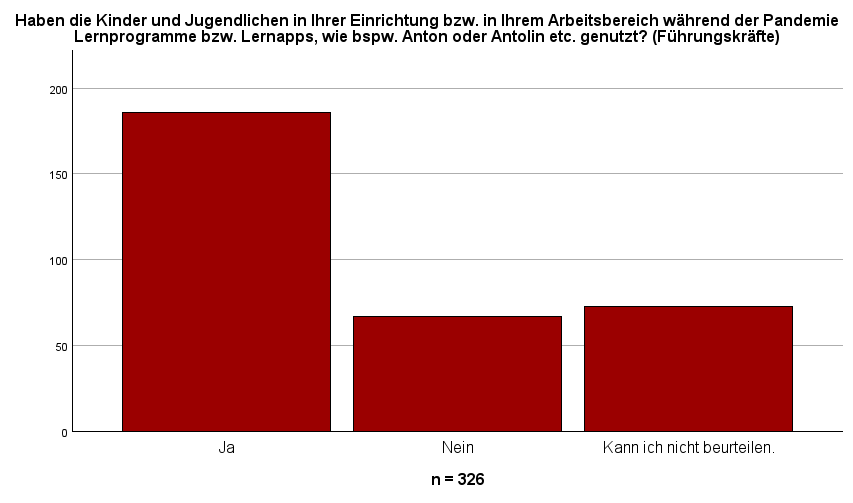 Haben die Kinder und Jugendlichen in Ihrer Einrichtung bzw. in Ihrem Arbeitsbereich während der Pandemie
Lernprogramme bzw. Lernapps, wie bspw. Anton oder Antolin etc. genutzt? (Führungskräfte)
200
150
100
50
0
Ja
Nein
Kann ich nicht beurteilen.
n = 326